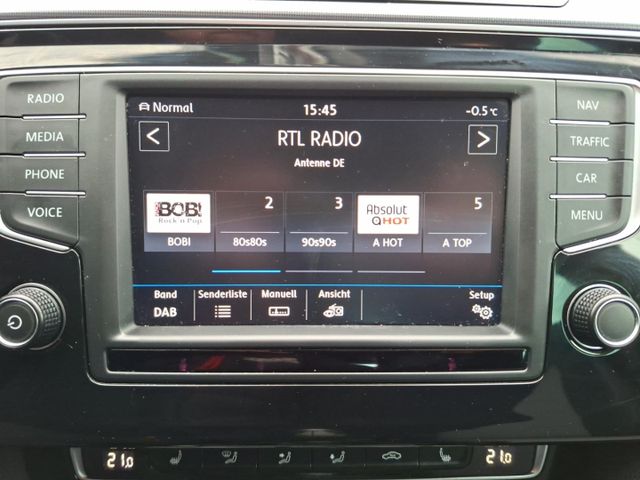 Normal 15:45 -0.5°C
RADIO
MEDIA
PHONE
VOICE
< RTL RADIO >
Antenne DE
BOB!
Rock n Pop
2
3
Absolut
HOT
5
BOB! 80s80s 90s90s A HOT A TOP
Band Senderliste Manuell Ansicht Setup
DAB
NAV
TRAFFIC
CAR
MENU
21.0 21.0